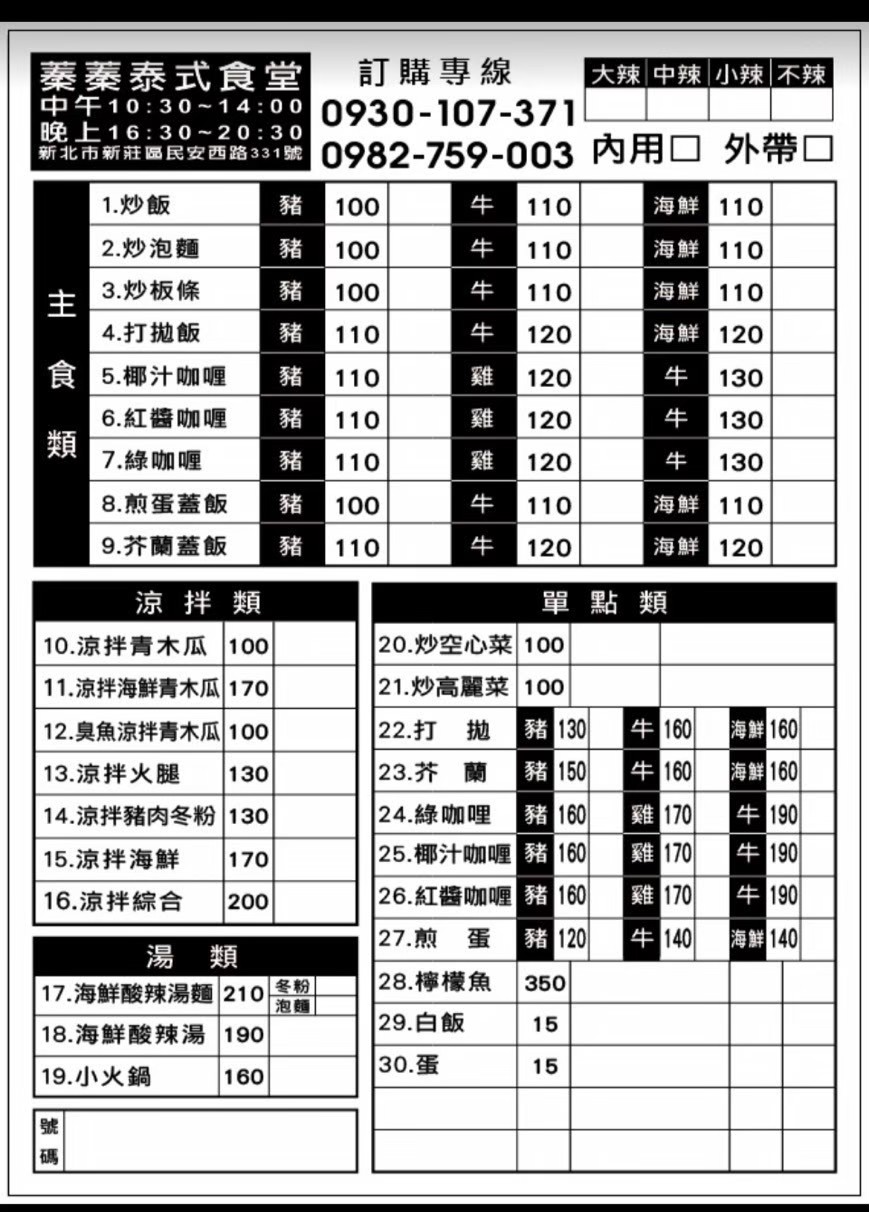 蓁蓁泰式食堂
中午10:30~14:00
晚上16:30~20:30
新北市新莊區民安西路331號
訂購專線
0930-107-371
0982-759-003
大辣 中辣 小辣 不辣
內用□ 外帶□
主食類
1.炒飯 豬 100 牛 110 海鮮 110
2.炒泡麵 豬 100 牛 110 海鮮 110
3.炒板條 豬 100 牛 110 海鮮 110
4.打拋飯 豬 110 牛 120 海鮮 120
5.椰汁咖喱 豬 110 雞 120 牛 130
6.紅醬咖喱 豬 110 雞 120 牛 130
7.綠咖喱 豬 110 雞 120 牛 130
8.煎蛋蓋飯 豬 100 牛 110 海鮮 110
9.芥蘭蓋飯 豬 110 牛 120 海鮮 120
涼拌類
10.涼拌青木瓜 100
11.涼拌海鮮青木瓜 170
12.臭魚涼拌青木瓜 100
13.涼拌火腿 130
14.涼拌豬肉冬粉 130
15.涼拌海鮮 170
16.涼拌綜合 200
湯類
17.海鮮酸辣湯麵 210 冬粉 泡麵
18.海鮮酸辣湯 190
19.小火鍋 160
號碼
單點類
20.炒空心菜 100
21.炒高麗菜 100
22.打拋 豬 130 牛 160 海鮮 160
23.芥蘭 豬 150 牛 160 海鮮 160
24.綠咖哩 豬 160 雞 170 牛 190
25.椰汁咖喱 豬 160 雞 170 牛 190
26.紅醬咖喱 豬 160 雞 170 牛 190
27.煎蛋 豬 120 牛 140 海鮮 140
28.檸檬魚 350
29.白飯 15
30.蛋 15